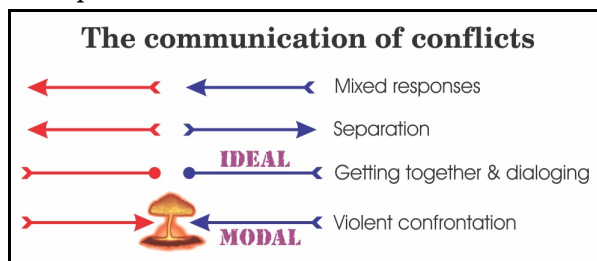 The communication of conflicts
Mixed responses
Separation
IDEAL
Getting together & dialoging
Violent confrontation
MODAL